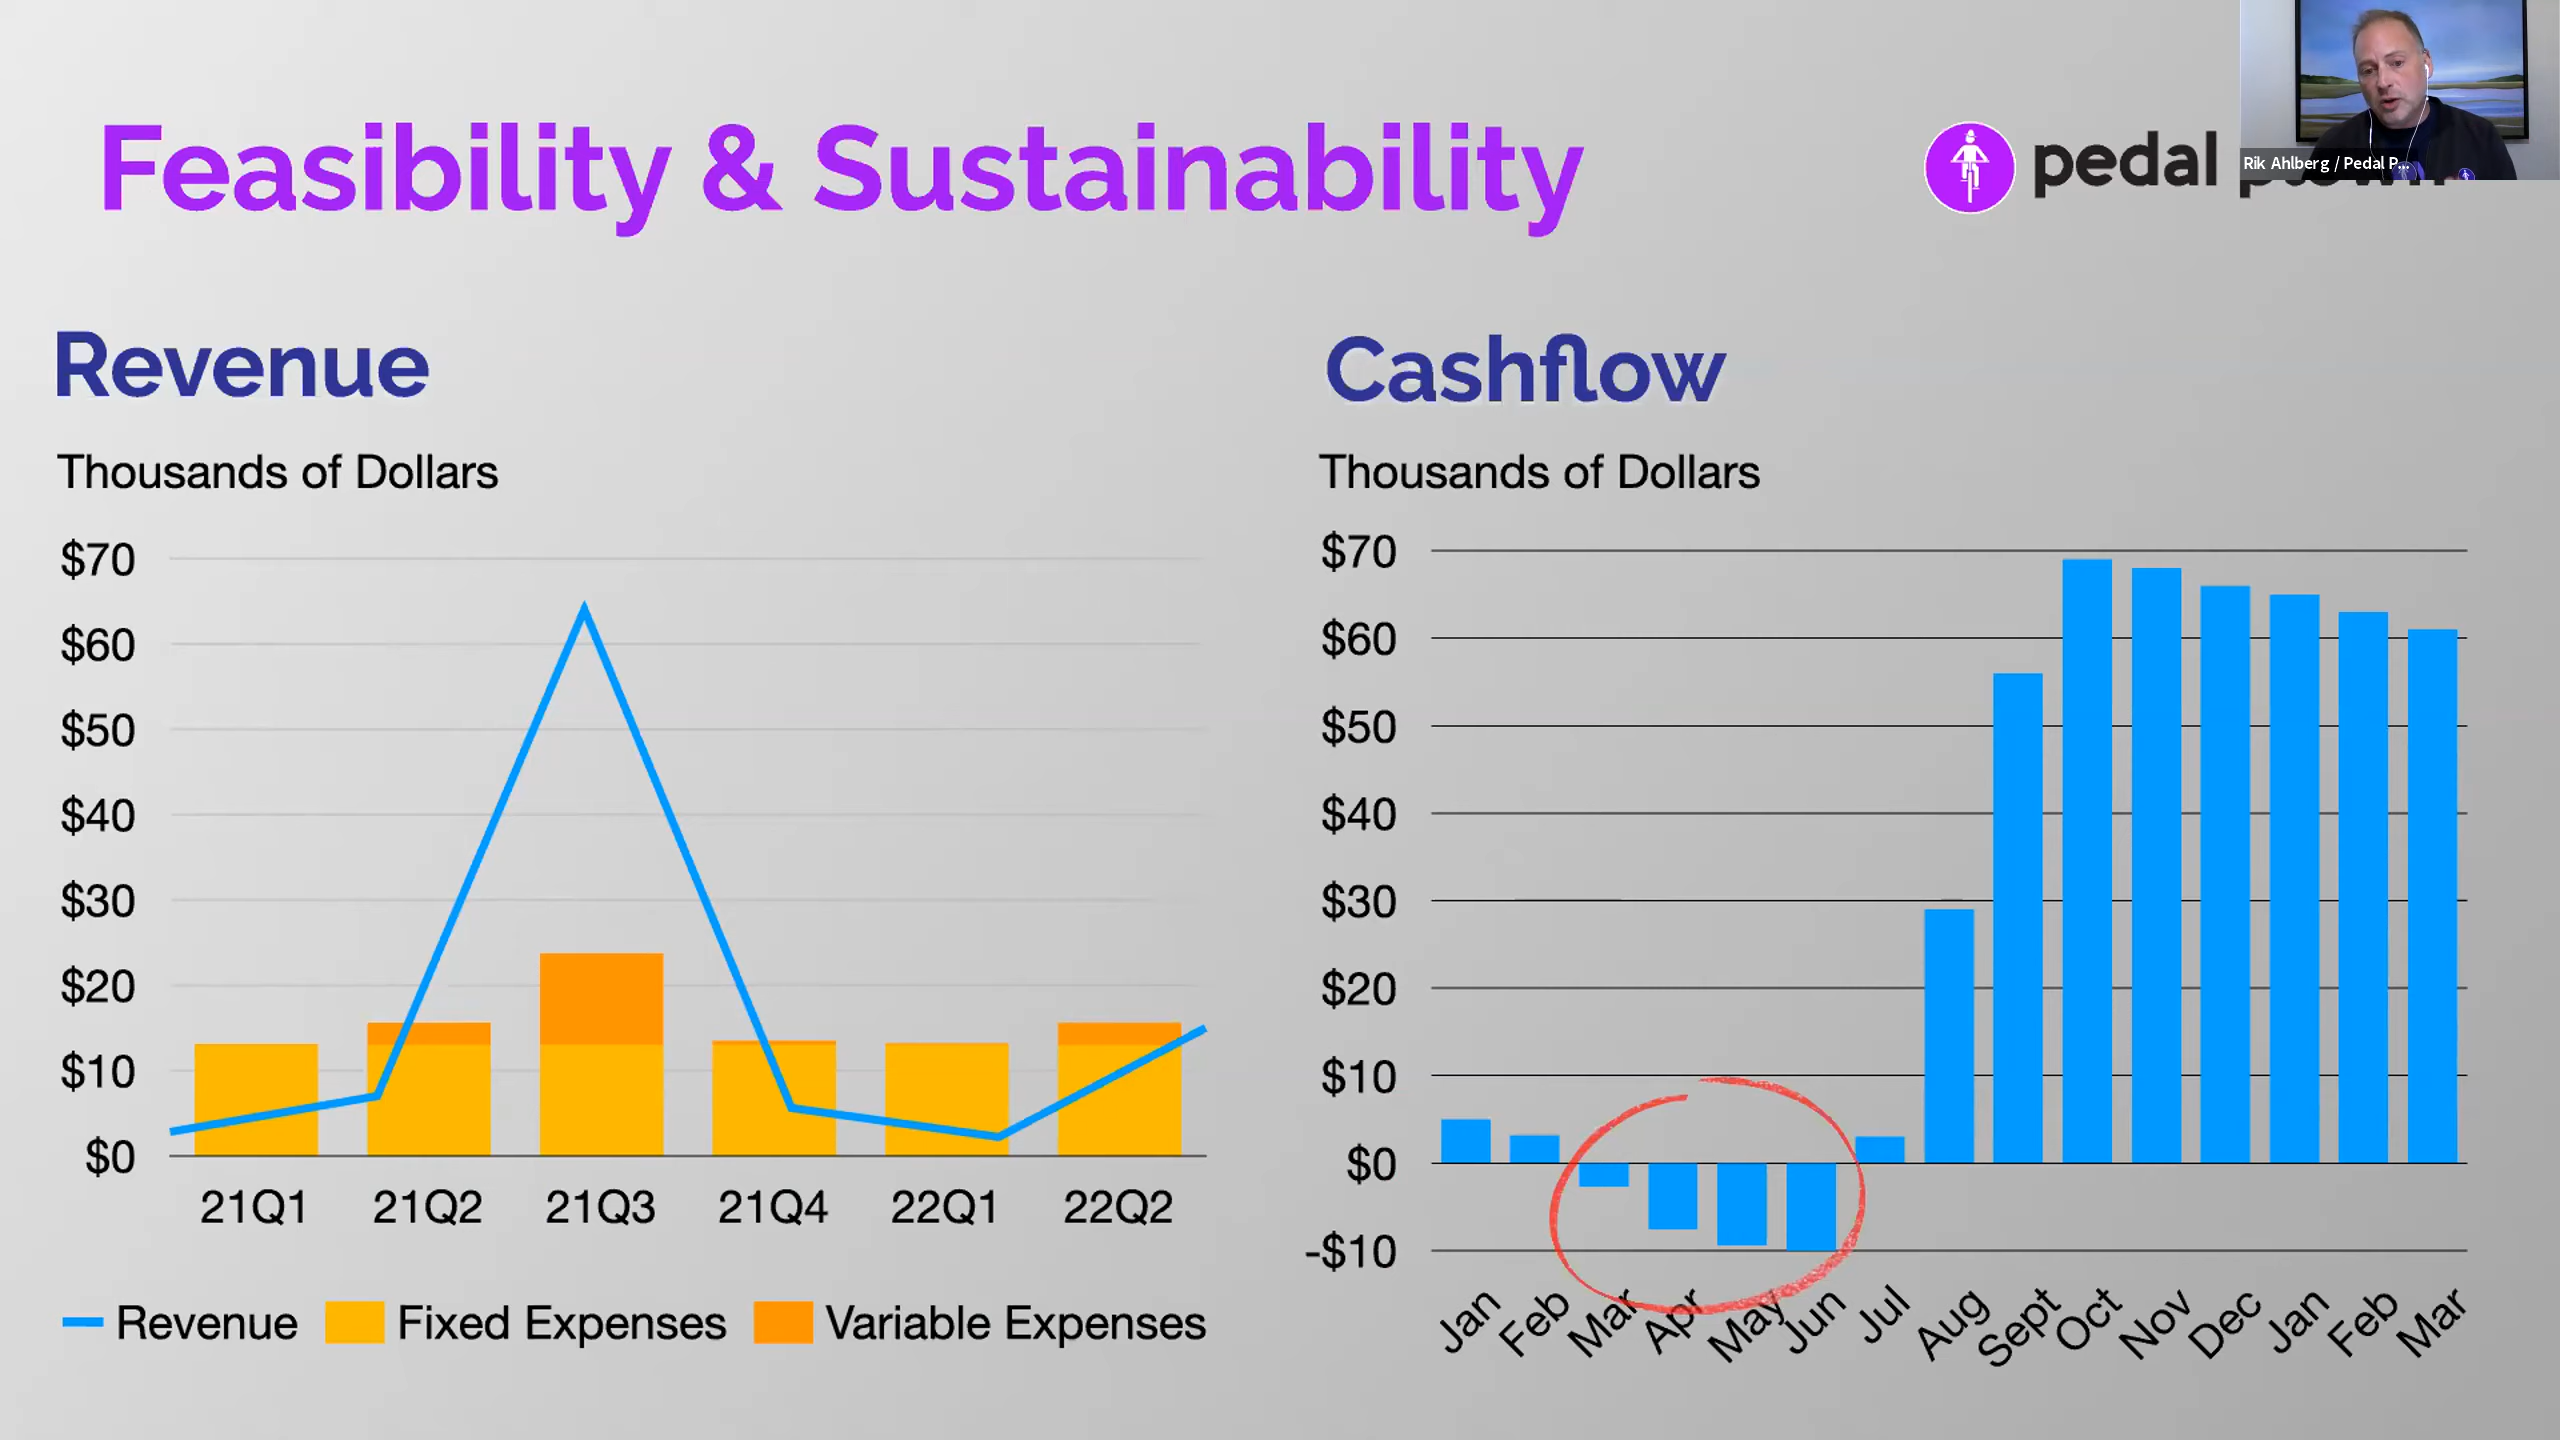 Feasibility & Sustainability
pedal
Rik Ahlberg / Pedal P...
Revenue
Thousands of Dollars
$70
$60
$50
$40
$30
$20
$10
$0
21Q1 21Q2 21Q3 21Q4 22Q1 22Q2
Revenue Fixed Expenses Variable Expenses
Cashflow
Thousands of Dollars
$70
$60
$50
$40
$30
$20
$10
$0
-$10
Jan Feb Mar Apr May Jun Jul Aug Sept Oct Nov Dec Jan Feb Mar